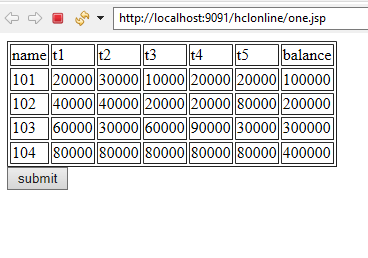 http://localhost:9091/hclonline/one.jsp
name t1 t2 t3 t4 t5 balance
101 20000 30000 10000 20000 20000 100000
102 40000 40000 20000 20000 80000 200000
103 60000 30000 60000 90000 30000 300000
104 80000 80000 80000 80000 80000 400000
submit